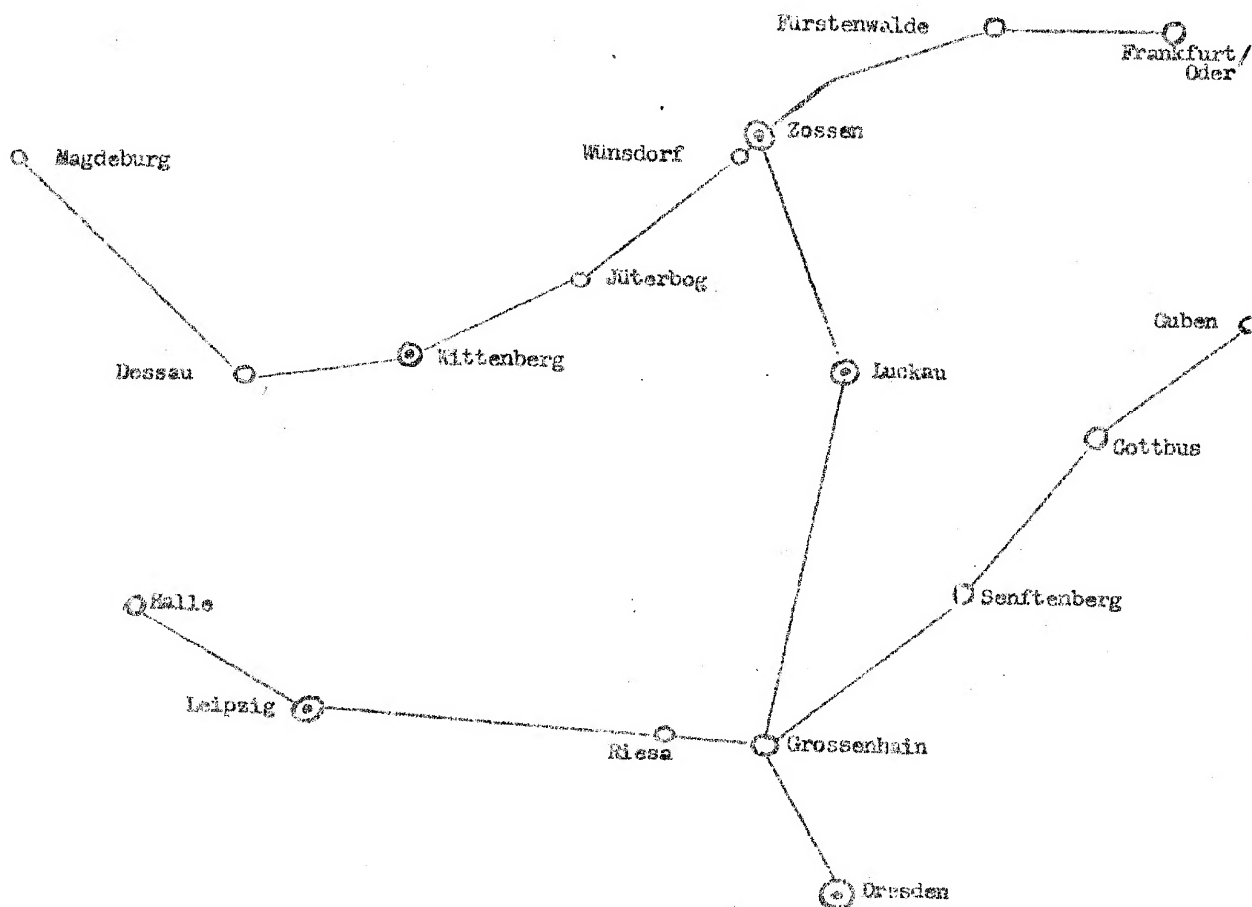 Fürstenwalde
Frankfurt/
Oder
Zossen
Wünsdorf
Magdeburg
Jüterbog
Guben
Wittenberg
Dessau
Luckau
Cottbus
Halle
Senftenberg
Leipzig
Riesa
Grossenhain
Dresden